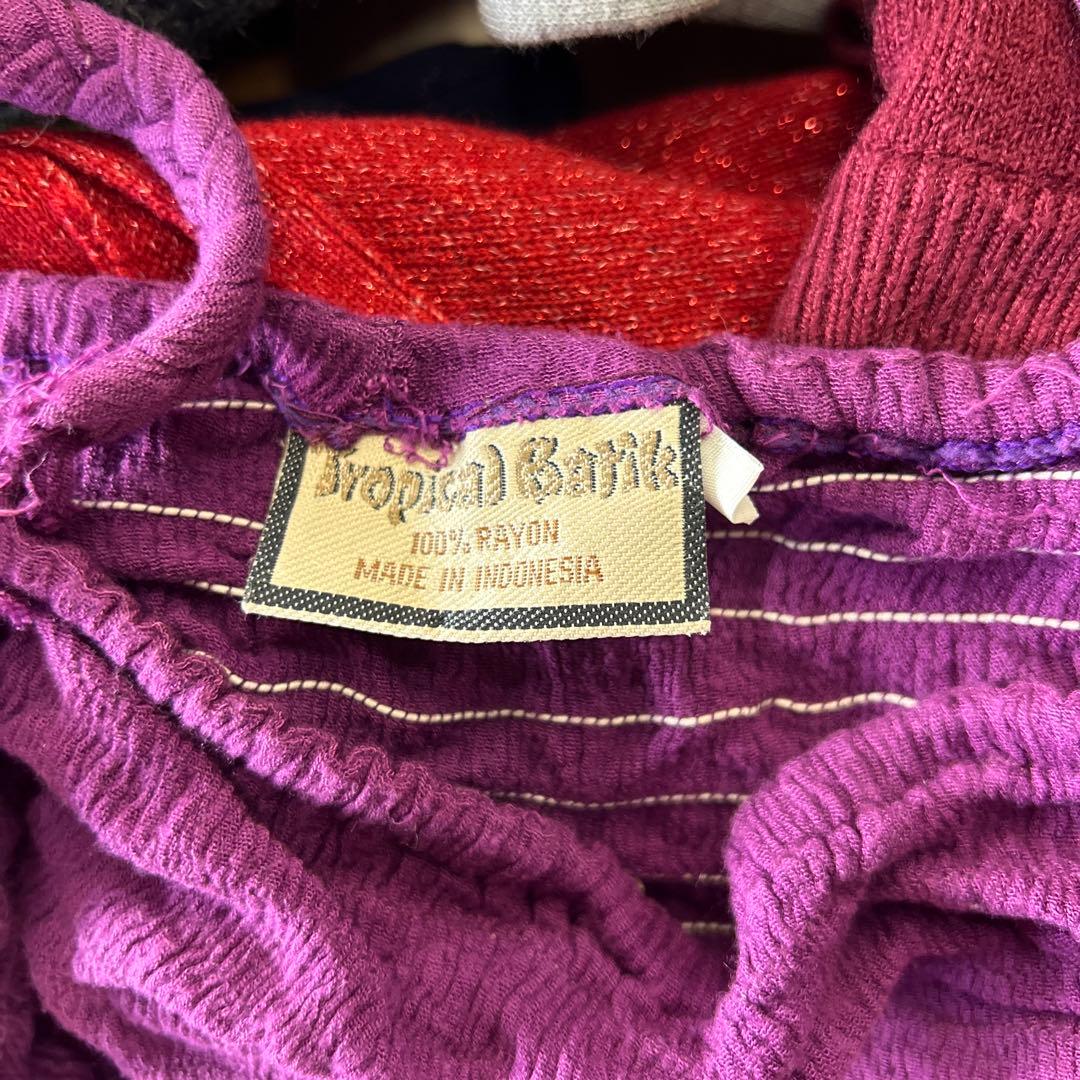 Tropical Batik
100% RAYON
MADE IN INDONESIA